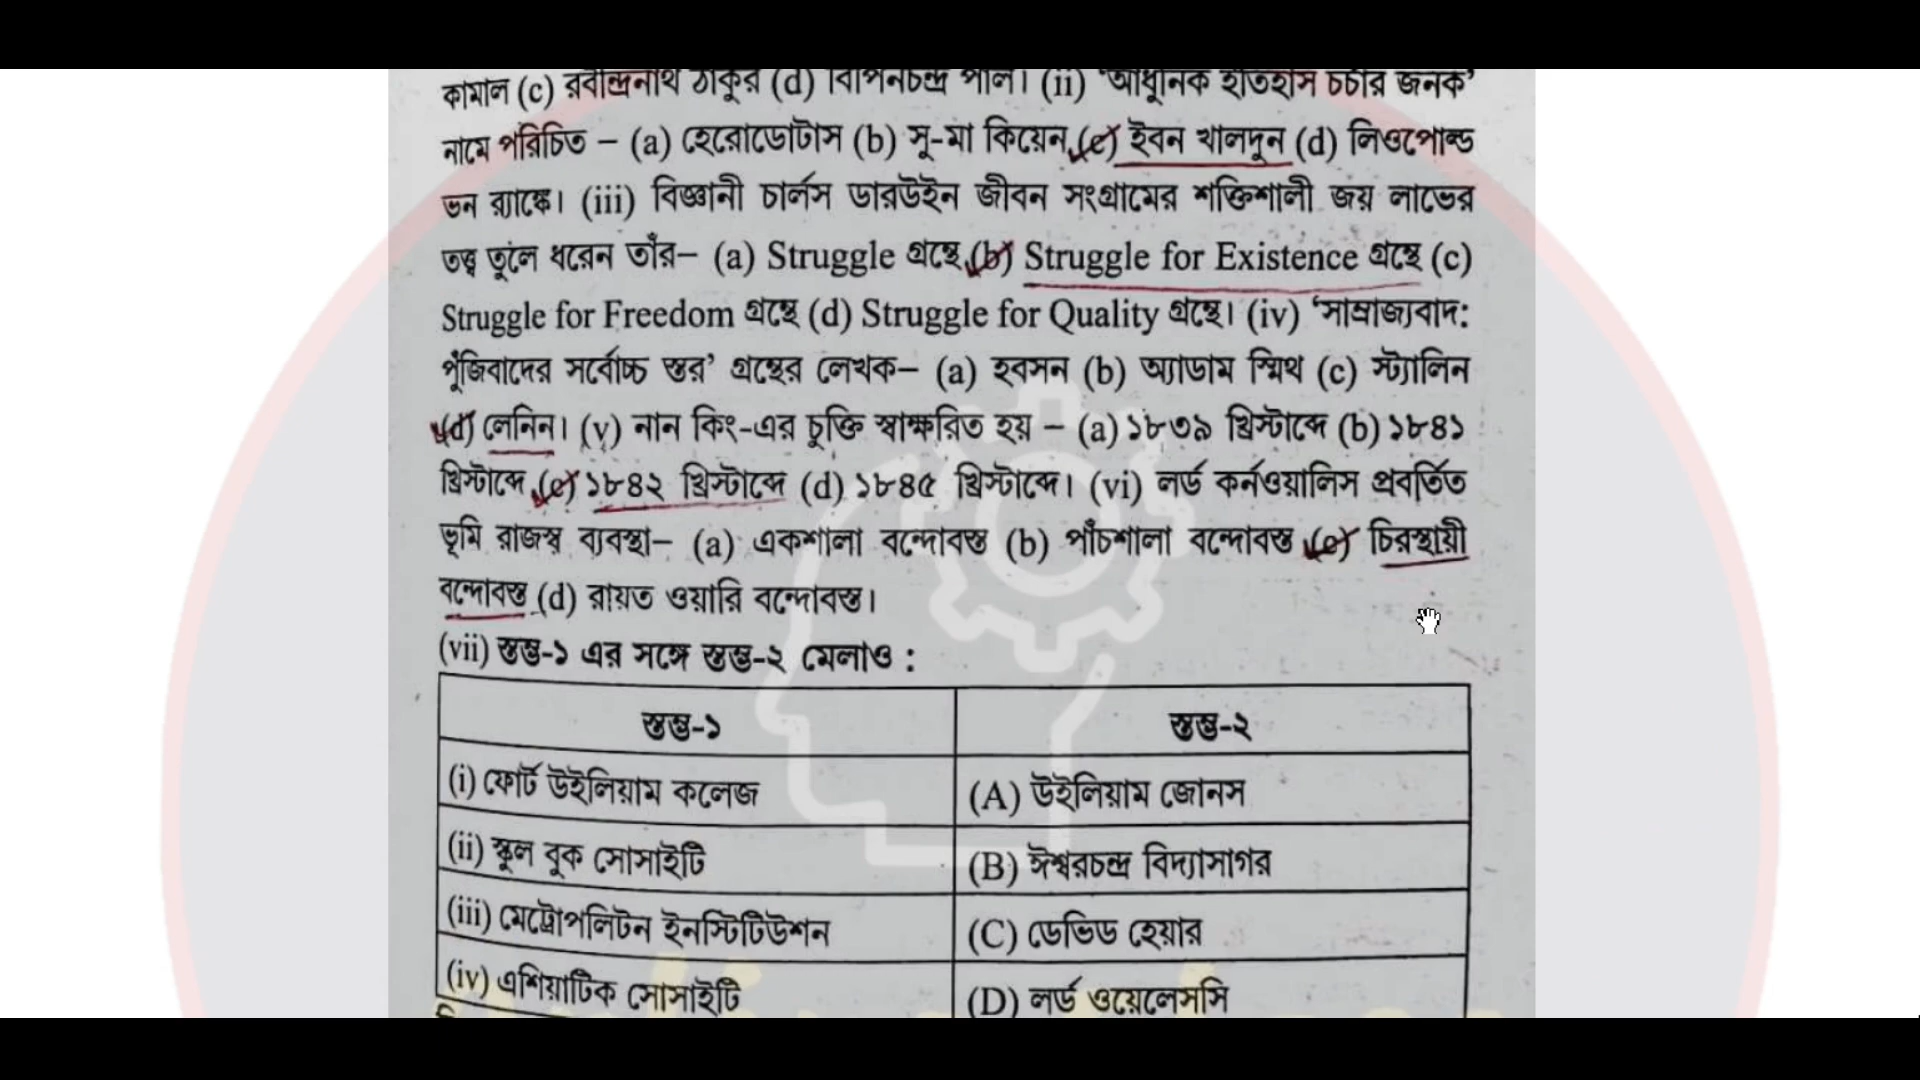 কামাল (c) রবীন্দ্রনাথ ঠাকুর (d) বিপিনচন্দ্র পাল। (ii) ‘আধুনিক ইতিহাস চর্চার জনক’
নামে পরিচিত – (a) হেরোডোটাস (b) সু-মা কিয়েন (c) ইবন খালদুন (d) লিওপোল্ড
ভন র‍্যাঙ্কে। (iii) বিজ্ঞানী চার্লস ডারউইন জীবন সংগ্রামের শক্তিশালী জয় লাভের
তত্ত্ব তুলে ধরেন তাঁর– (a) Struggle গ্রন্থে (b) Struggle for Existence গ্রন্থে (c)
Struggle for Freedom গ্রন্থে (d) Struggle for Quality গ্রন্থে। (iv) ‘সাম্রাজ্যবাদ:
পুঁজিবাদের সর্বোচ্চ স্তর’ গ্রন্থের লেখক– (a) হবসন (b) অ্যাডাম স্মিথ (c) স্ট্যালিন
(d) লেনিন। (v) নান কিং-এর চুক্তি স্বাক্ষরিত হয় – (a) ১৮৩৯ খ্রিস্টাব্দে (b) ১৮৪১
খ্রিস্টাব্দে (c) ১৮৪২ খ্রিস্টাব্দে (d) ১৮৪৫ খ্রিস্টাব্দে। (vi) লর্ড কর্নওয়ালিস প্রবর্তিত
ভূমি রাজস্ব ব্যবস্থা– (a) একশালা বন্দোবস্ত (b) পাঁচশালা বন্দোবস্ত (c) চিরস্থায়ী
বন্দোবস্ত (d) রায়ত ওয়ারি বন্দোবস্ত।
(vii) স্তম্ভ-১ এর সঙ্গে স্তম্ভ-২ মেলাও :
স্তম্ভ-১ স্তম্ভ-২
(i) ফোর্ট উইলিয়াম কলেজ (A) উইলিয়াম জোনস
(ii) স্কুল বুক সোসাইটি (B) ঈশ্বরচন্দ্র বিদ্যাসাগর
(iii) মেট্রোপলিটন ইনস্টিটিউশন (C) ডেভিড হেয়ার
(iv) এশিয়াটিক সোসাইটি (D) লর্ড ওয়েলেসসি